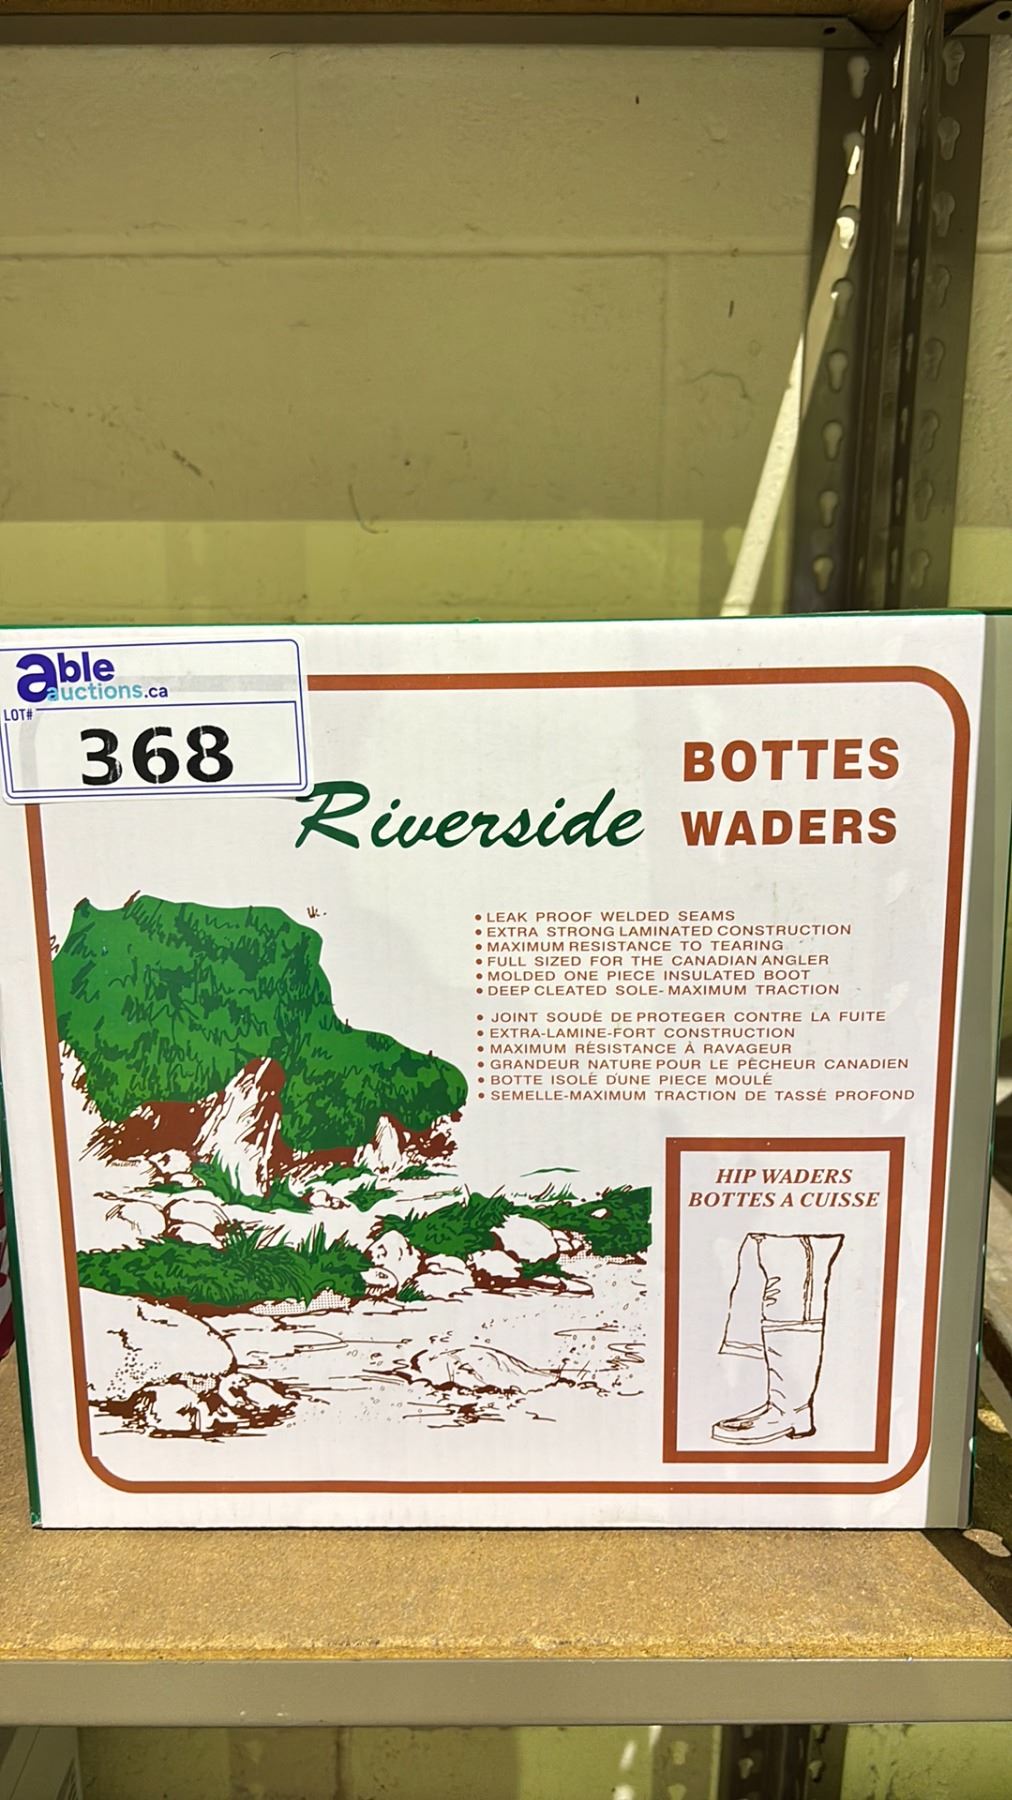 able
auctions.ca
LOT#
368
Riverside
BOTTES
WADERS
• LEAK PROOF WELDED SEAMS
• EXTRA STRONG LAMINATED CONSTRUCTION
• MAXIMUM RESISTANCE TO TEARING
• FULL SIZED FOR THE CANADIAN ANGLER
• MOLDED ONE PIECE INSULATED BOOT
• DEEP CLEATED SOLE-MAXIMUM TRACTION
• JOINT SOUDÉ DE PROTEGER CONTRE LA FUITE
• EXTRA-LAMINE-FORT CONSTRUCTION
• MAXIMUM RÉSISTANCE À RAVAGEUR
• GRANDEUR NATURE POUR LE PÊCHEUR CANADIEN
• BOTTE ISOLÉ D'UNE PIECE MOULÉ
• SEMELLE-MAXIMUM TRACTION DE TASSÉ PROFOND
HIP WADERS
BOTTES A CUISSE